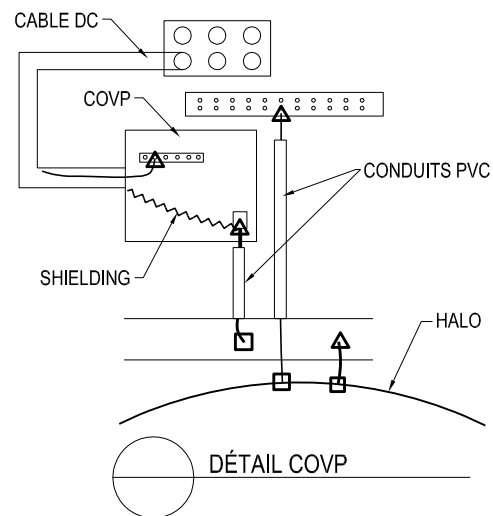 CABLE DC
COVP
CONDUITS PVC
SHIELDING
HALO
DÉTAIL COVP